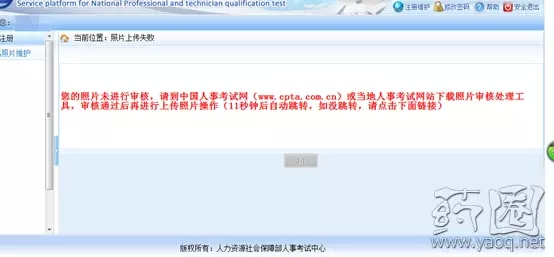 Service platform for National Professional and technician qualification test
注册维护 修改密码 帮助 安全退出
您：
注册
当前位置：照片上传失败
照片维护
您的照片未进行审核，请到中国人事考试网（www.cpta.com.cn）或当地人事考试网站下载照片审核处理工
具，审核通过后再进行上传照片操作（11秒钟后自动跳转，如没跳转，请点击下面链接）
药圈
www.yaoq.net
版权所有：人力资源社会保障部人事考试中心